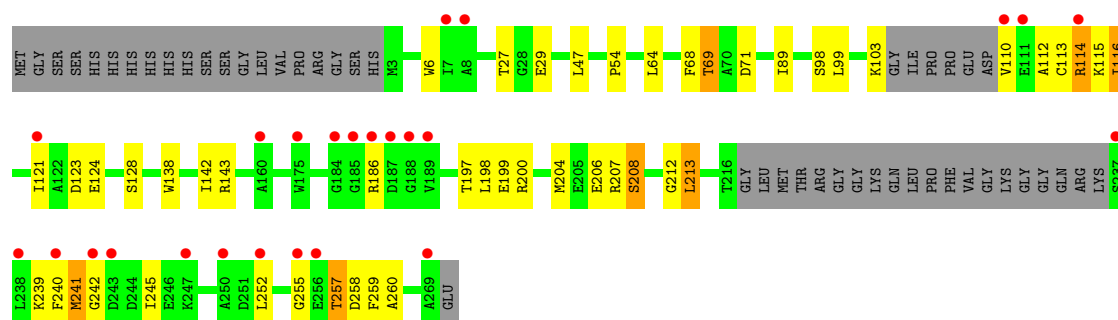 MET GLY SER SER HIS HIS HIS HIS HIS HIS SER SER GLY LEU VAL PRO ARG GLY SER HIS M3 W6 I7 A8 T27 G28 E29 L47 P54 L64 F68 T69 A70 D71 I89 S98 L99 K103 GLY ILE PRO PRO GLU ASP V110 E111 A112 C113 R114 K115 I116
I121 A122 D123 E124 S128 W138 I142 R143 A160 W175 G184 G185 R186 D187 G188 V189 T197 L198 E199 R200 M204 E205 E206 R207 S208 G212 L213 T216 GLY LEU MET THR ARG GLY GLY LYS GLN LEU PRO PHE VAL GLY LYS GLY GLY GLN ARG LYS S237
L238 K239 F240 M241 G242 D243 D244 I245 E246 K247 A250 D251 L252 G255 E256 T257 D258 F259 A260 A269 GLU